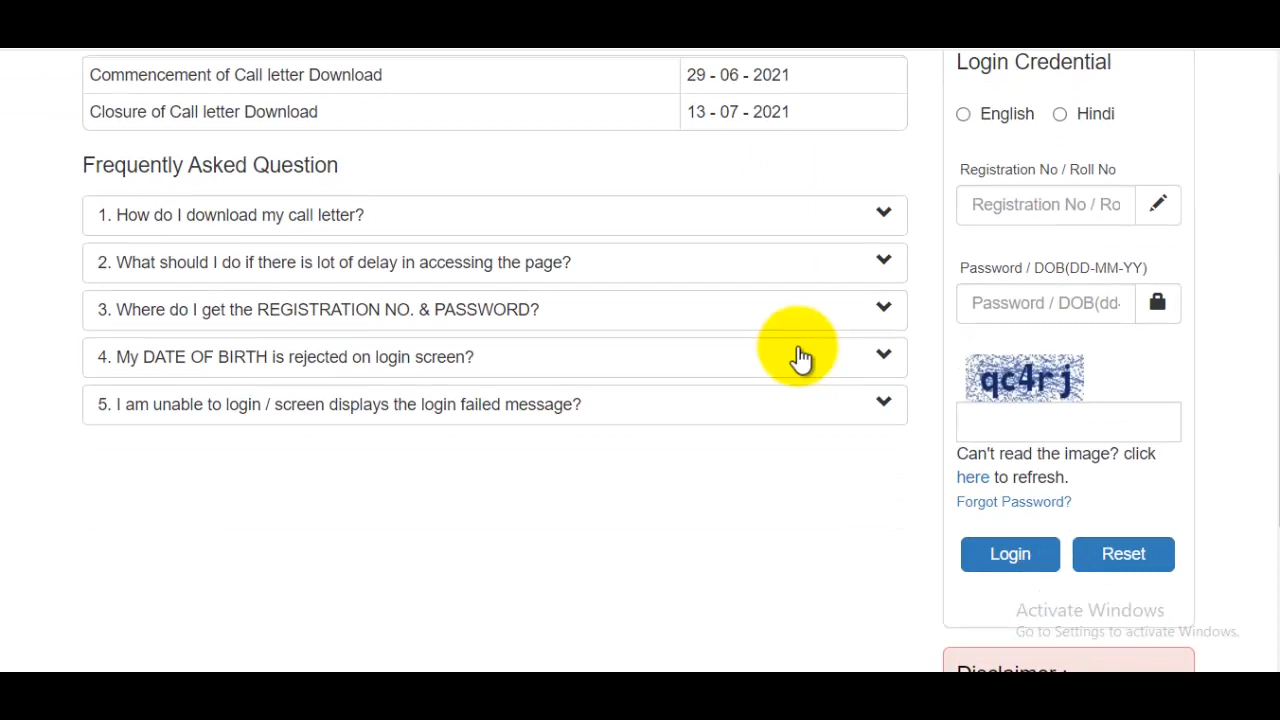 Commencement of Call letter Download 29 - 06 - 2021
Closure of Call letter Download 13 - 07 - 2021
Frequently Asked Question
1. How do I download my call letter?
2. What should I do if there is lot of delay in accessing the page?
3. Where do I get the REGISTRATION NO. & PASSWORD?
4. My DATE OF BIRTH is rejected on login screen?
5. I am unable to login / screen displays the login failed message?
Login Credential
English Hindi
Registration No / Roll No
Registration No / Ro
Password / DOB(DD-MM-YY)
Password / DOB(dd-
qc4rj
Can't read the image? click
here to refresh.
Forgot Password?
Login Reset
Activate Windows
Go to Settings to activate Windows.
Disclaimer :